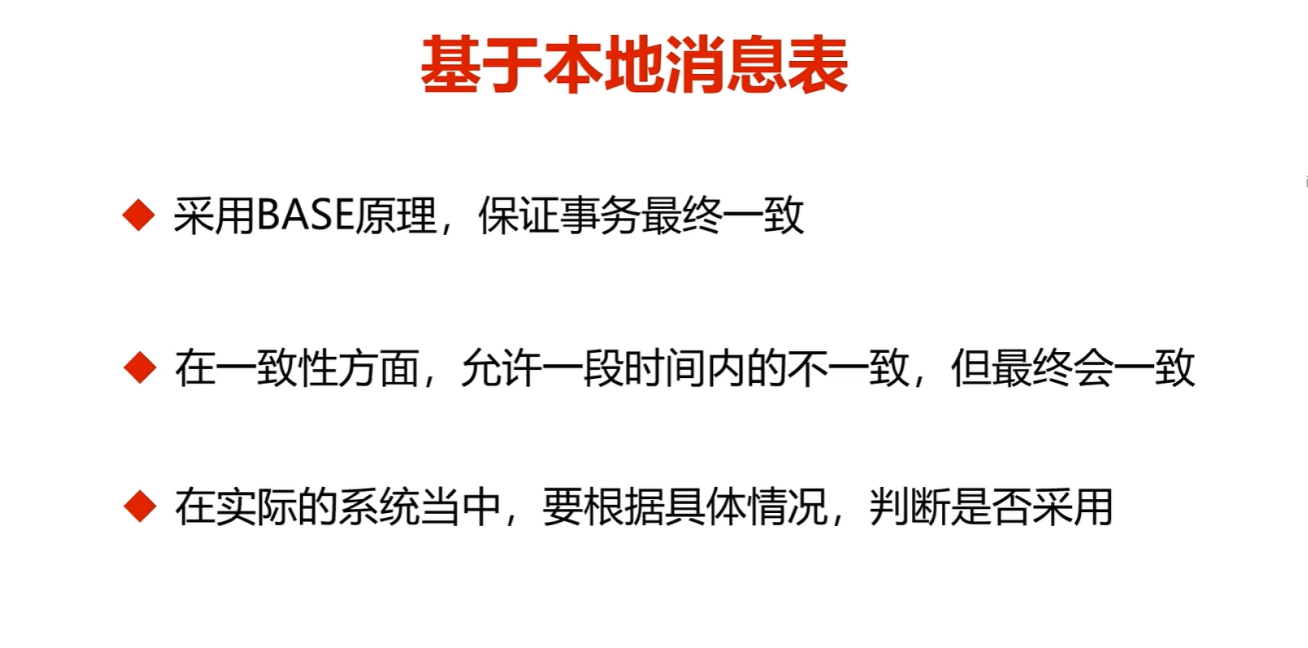 基于本地消息表
采用BASE原理，保证事务最终一致
在一致性方面，允许一段时间内的不一致，但最终会一致
在实际的系统当中，要根据具体情况，判断是否采用